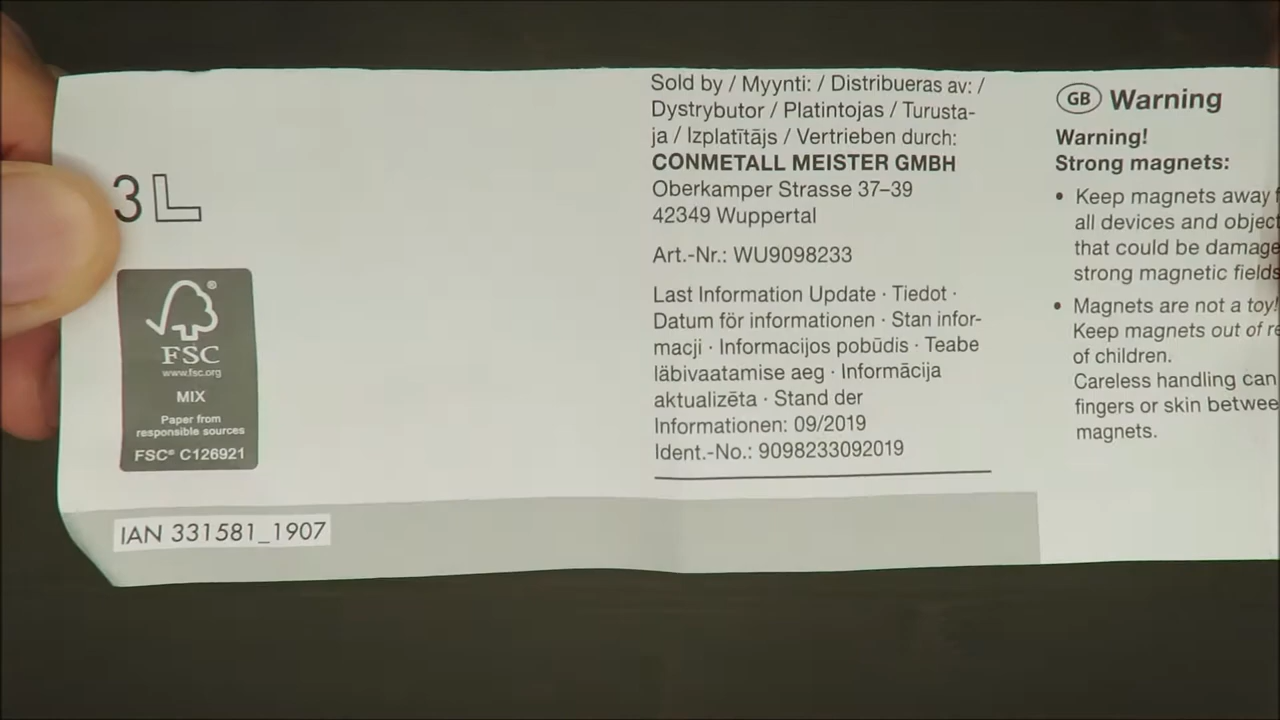 3 L
FSC®
www.fsc.org
MIX
Paper from
responsible sources
FSC® C126921
IAN 331581_1907
Sold by / Myynti: / Distribueras av: /
Dystrybutor / Platintojas / Turusta-
ja / Izplatītājs / Vertrieben durch:
CONMETALL MEISTER GMBH
Oberkamper Strasse 37–39
42349 Wuppertal
Art.-Nr.: WU9098233
Last Information Update · Tiedot ·
Datum för informationen · Stan infor-
macji · Informacijos pobūdis · Teabe
läbivaatamise aeg · Informācija
aktualizēta · Stand der
Informationen: 09/2019
Ident.-No.: 9098233092019
GB Warning
Warning!
Strong magnets:
• Keep magnets away
all devices and object
that could be damage
strong magnetic fields
• Magnets are not a toy!
Keep magnets out of re
of children.
Careless handling can
fingers or skin betwee
magnets.